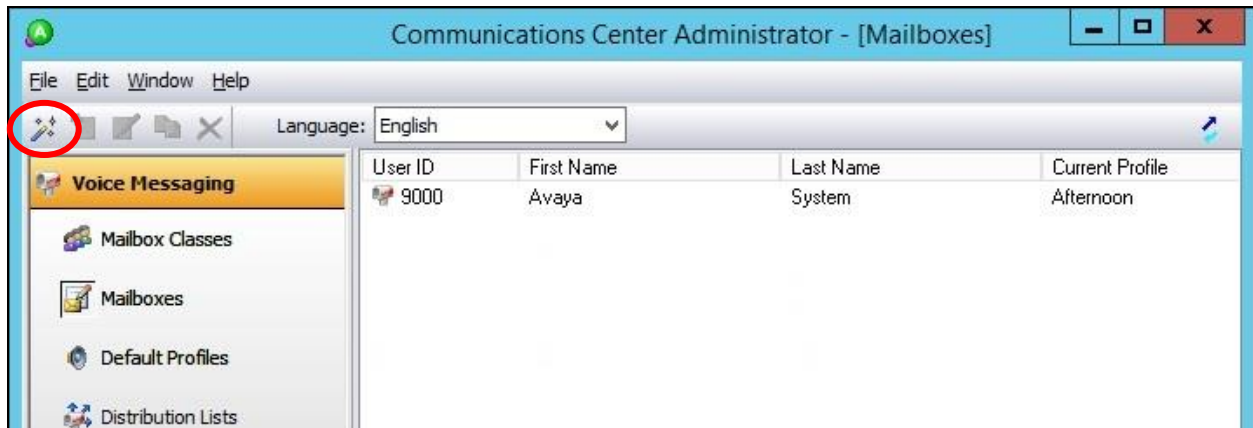 Communications Center Administrator - [Mailboxes]
File Edit Window Help
Language: English
Voice Messaging
Mailbox Classes
Mailboxes
Default Profiles
Distribution Lists
User ID First Name Last Name Current Profile
9000 Avaya System Afternoon